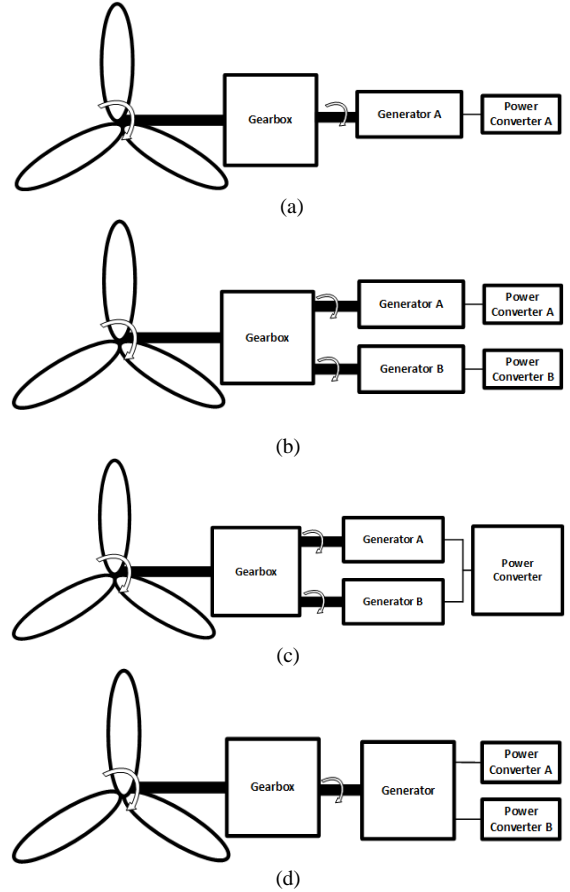 Gearbox
Generator A
Power
Converter A
(a)
Gearbox
Generator A
Power
Converter A
Generator B
Power
Converter B
(b)
Gearbox
Generator A
Generator B
Power
Converter
(c)
Gearbox
Generator
Power
Converter A
Power
Converter B
(d)